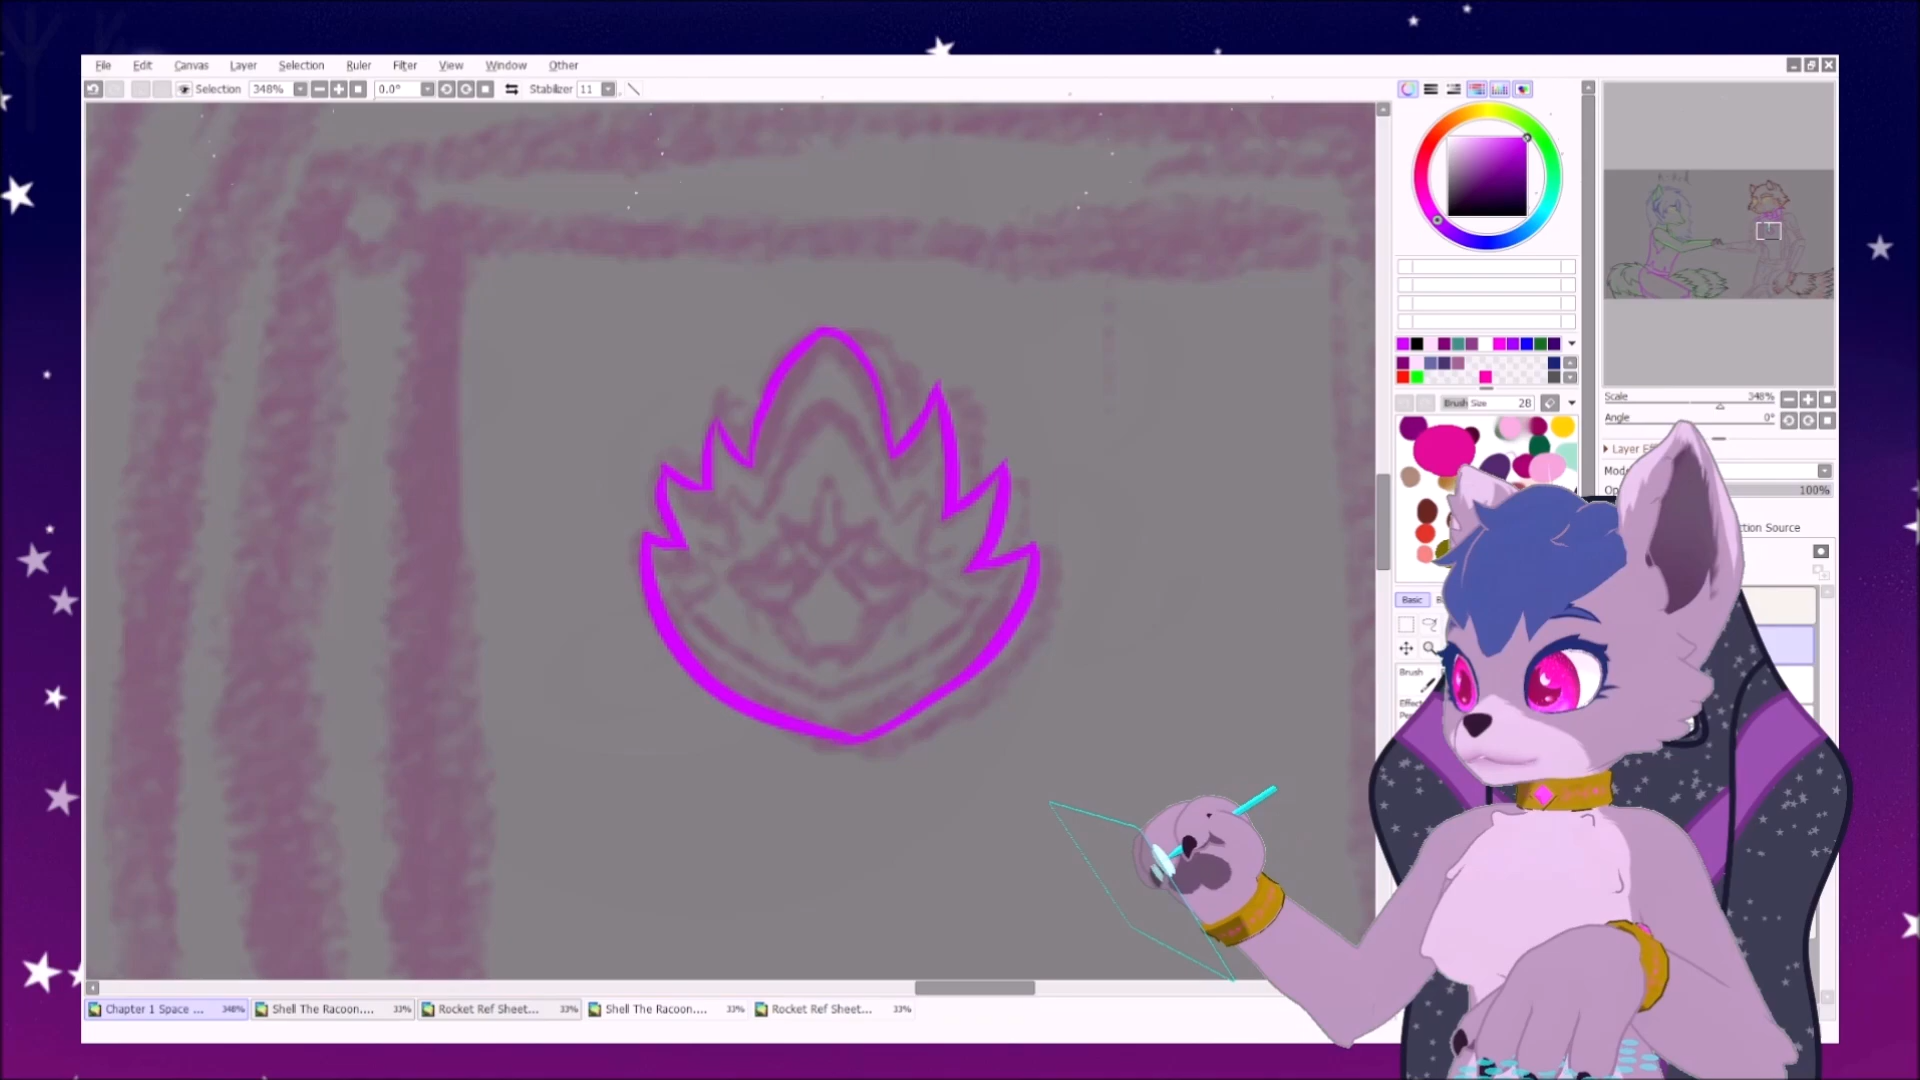 File Edit Canvas Layer Selection Ruler Filter View Window Other
Selection 348% 0.0° Stabilizer 11
Brush Size 28
Scale 348%
Angle 0°
Layer
100%
ction Source
Basic
Brush
Chapter 1 Space ... 348% Shell The Racoon.... 33% Rocket Ref Sheet... 33% Shell The Racoon.... 33% Rocket Ref Sheet... 33%